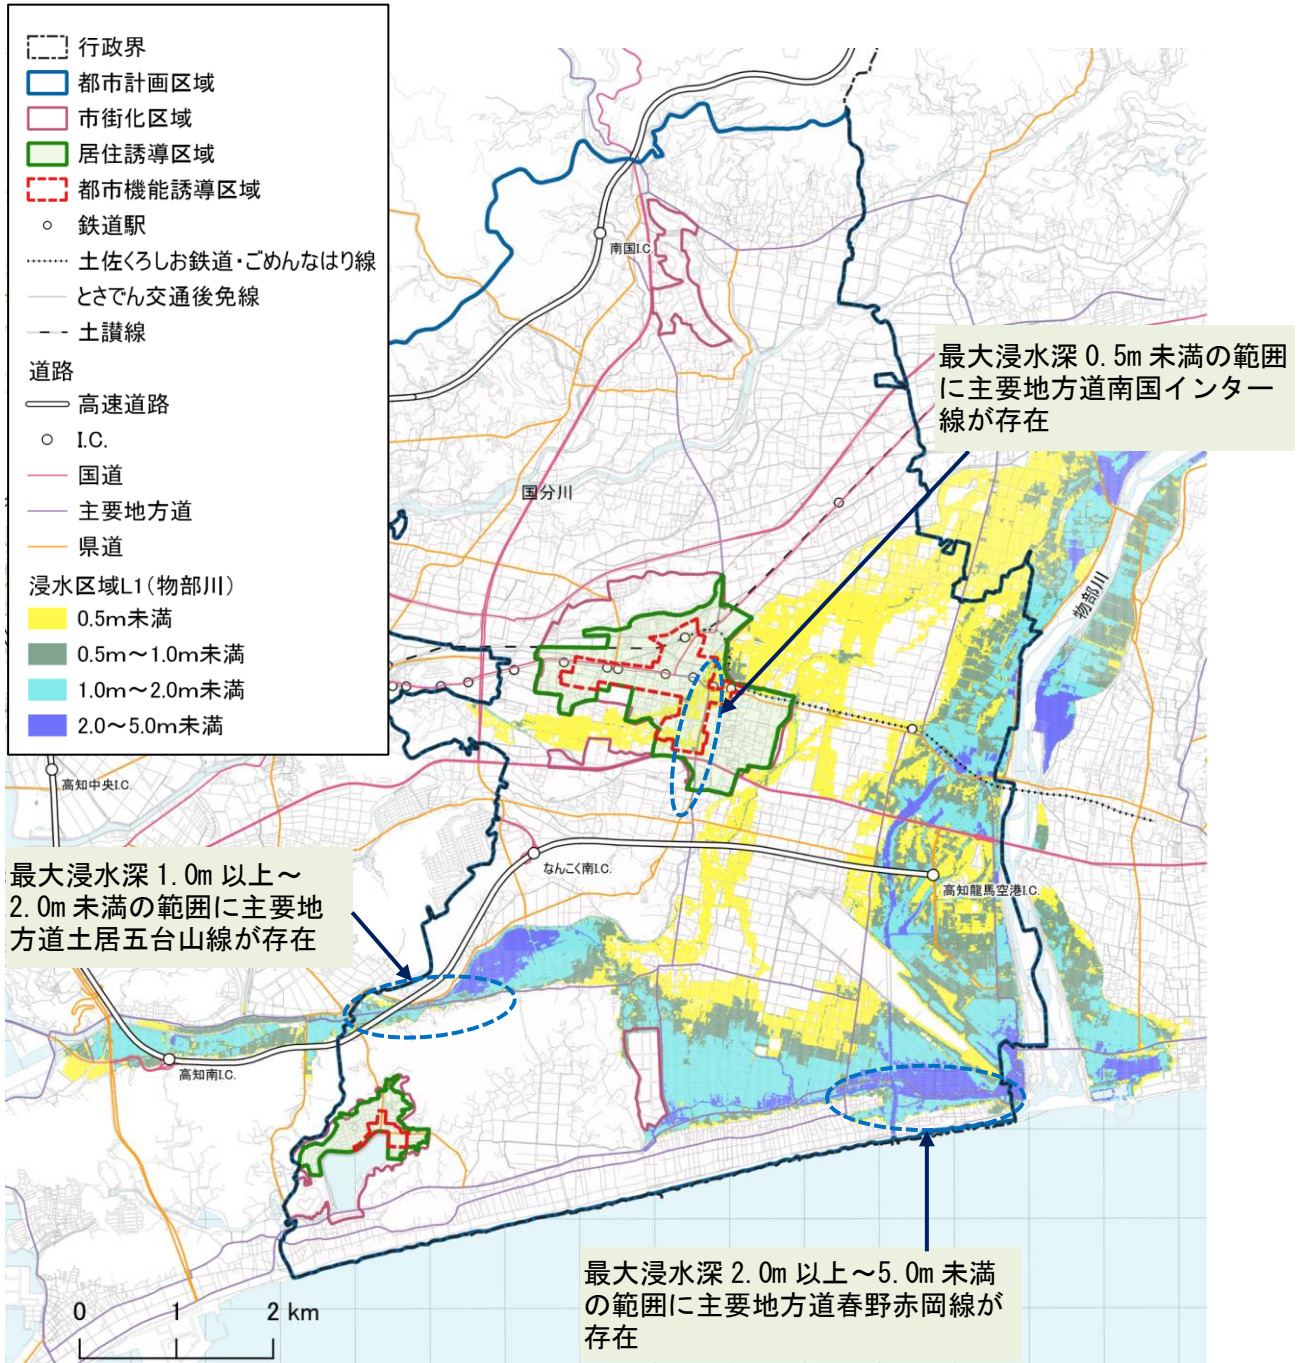 行政界
都市計画区域
市街化区域
居住誘導区域
都市機能誘導区域
鉄道駅
土佐くろしお鉄道・ごめんなはり線
とさでん交通後免線
土讃線
道路
高速道路
I.C.
国道
主要地方道
県道
浸水区域L1(物部川)
0.5m未満
0.5m～1.0m未満
1.0m～2.0m未満
2.0～5.0m未満
南国I.C.
最大浸水深 0.5m 未満の範囲
に主要地方道南国インター
線が存在
国分川
物部川
高知中央I.C.
なんこく南I.C.
高知龍馬空港I.C.
最大浸水深 1.0m 以上～
2.0m 未満の範囲に主要地
方道土居五台山線が存在
高知南I.C.
最大浸水深 2.0m 以上～5.0m 未満
の範囲に主要地方道春野赤岡線が
存在
0 1 2 km